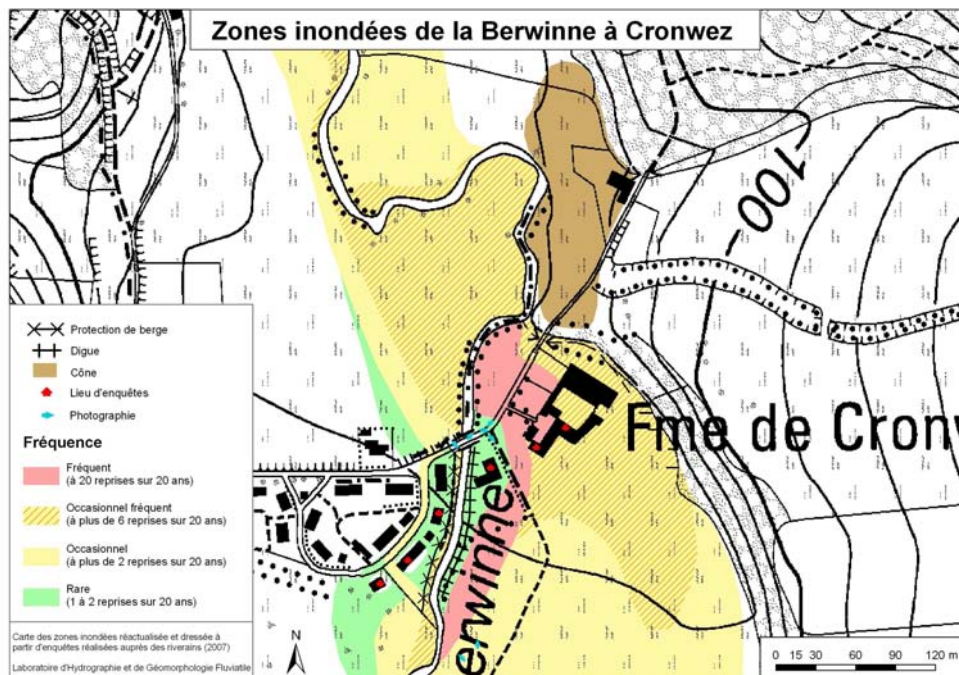 Zones inondées de la Berwinne à Cronwez
100
Protection de berge
Digue
Cône
Lieu d'enquêtes
Photographie
Fréquence
Fréquent
(à 20 reprises sur 20 ans)
Occasionnel fréquent
(à plus de 6 reprises sur 20 ans)
Occasionnel
(à plus de 2 reprises sur 20 ans)
Rare
(1 à 2 reprises sur 20 ans)
Fme de Cronw
erwinne
Carte des zones inondées réactualisée et dressée à
partir d'enquêtes réalisées auprès des riverains (2007)
Laboratoire d'Hydrographie et de Géomorphologie Fluviatile
N
0 15 30 60 90 120 m